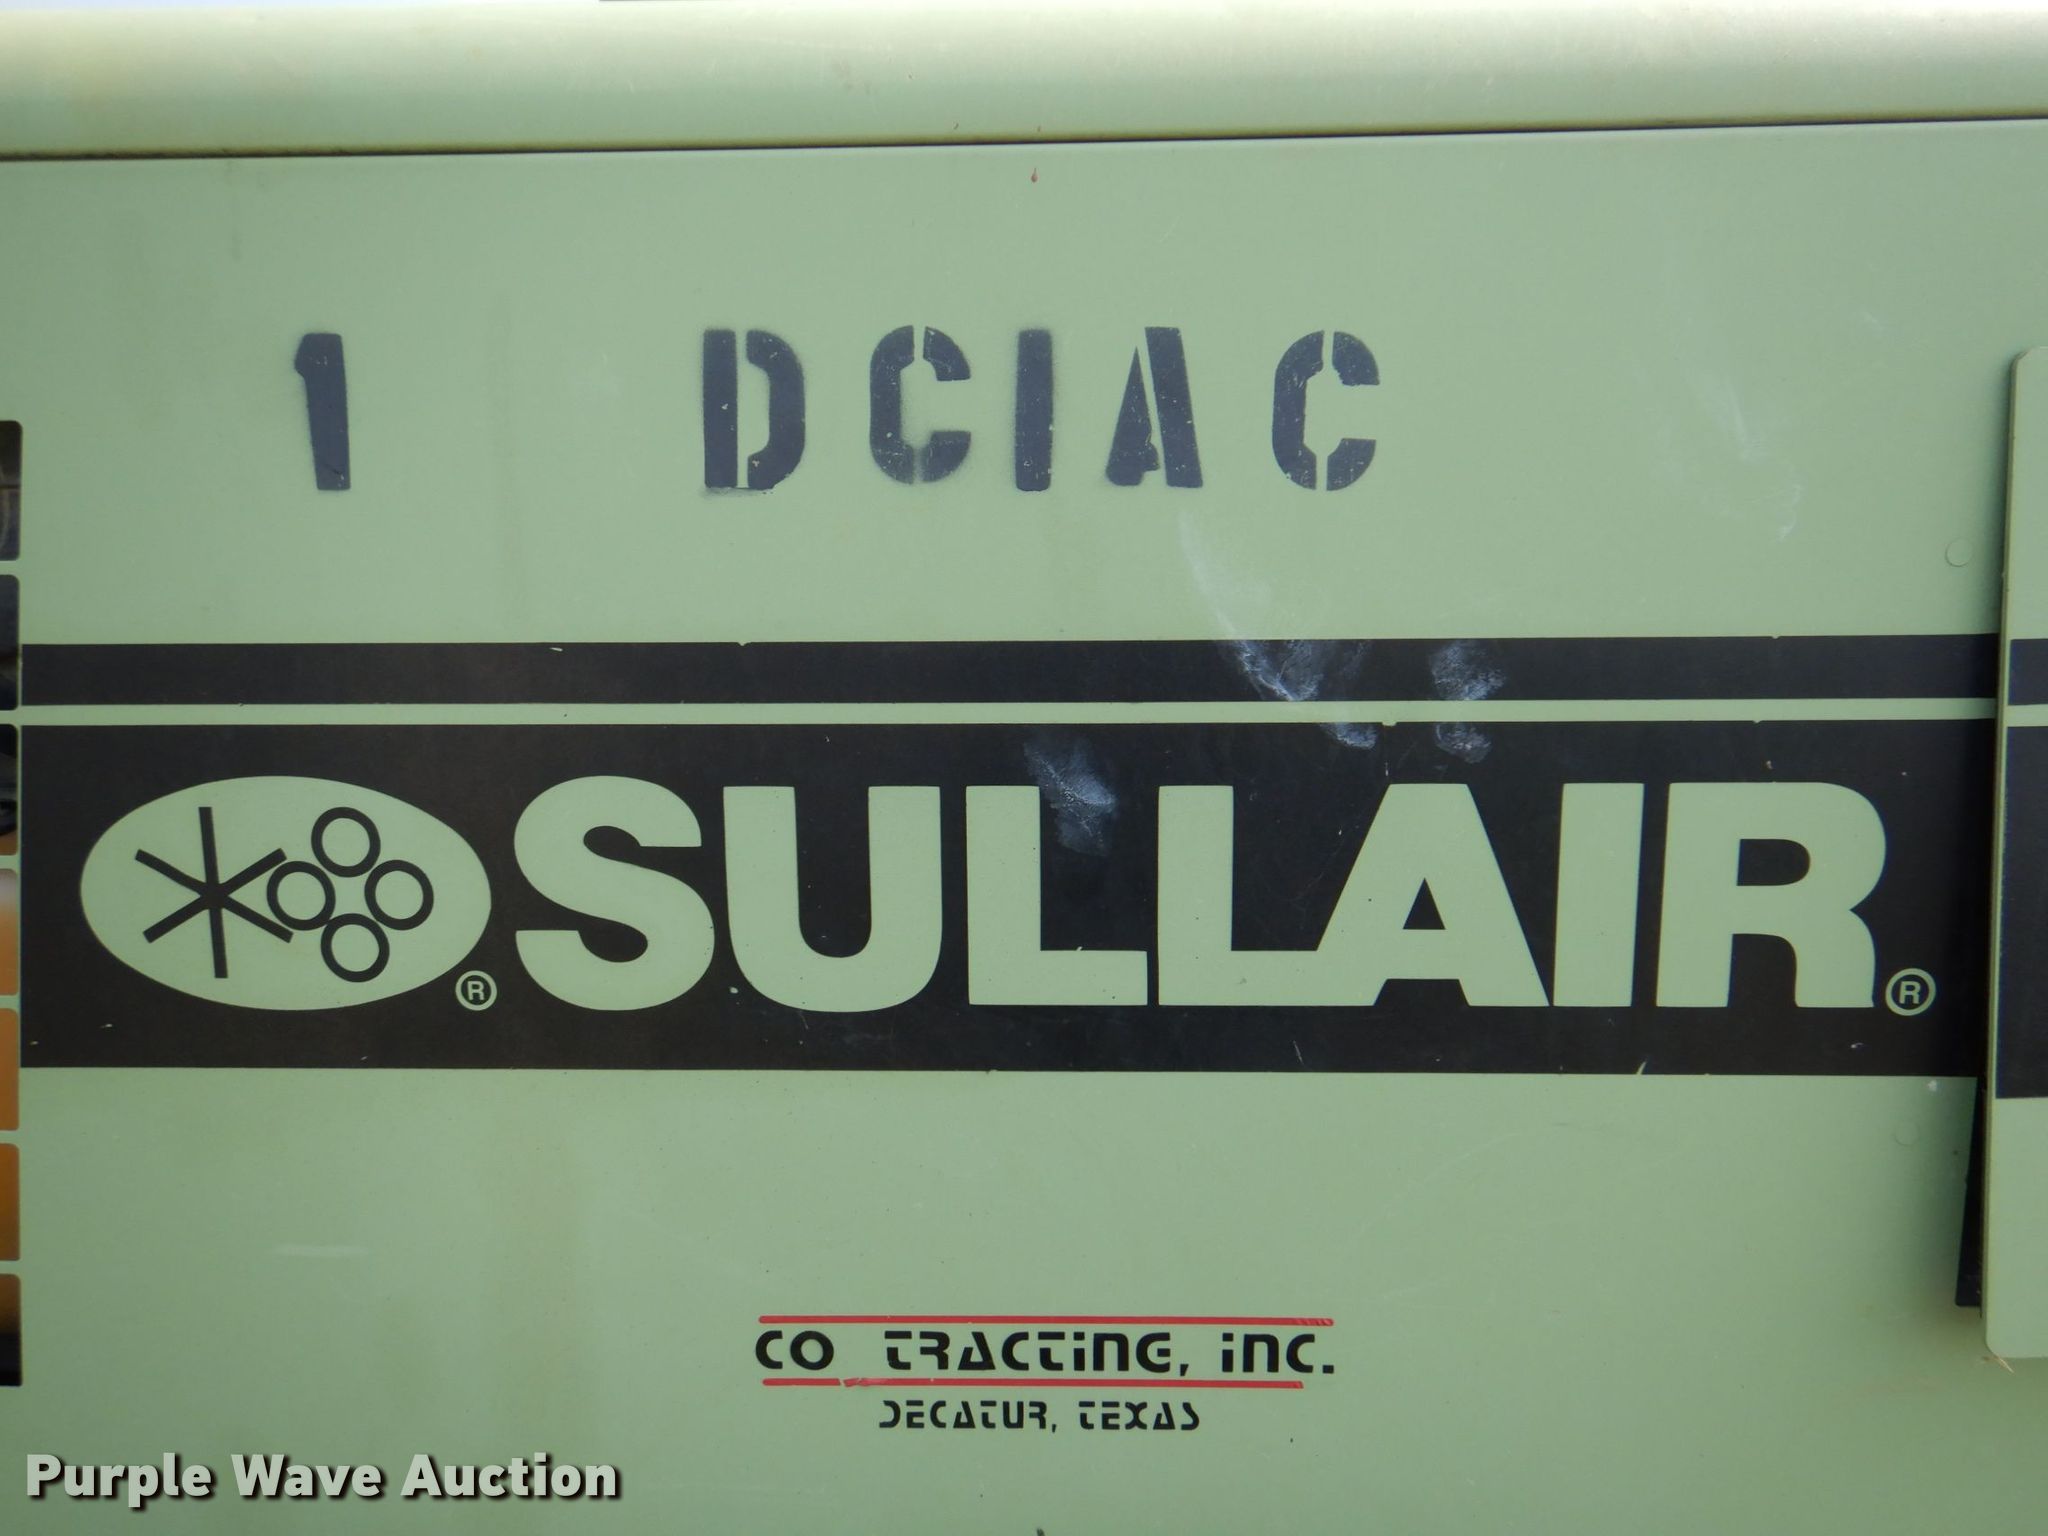 1 DCIAC
® SULLAIR®
CO TRACTING, INC.
DECATUR, TEXAS
Purple Wave Auction